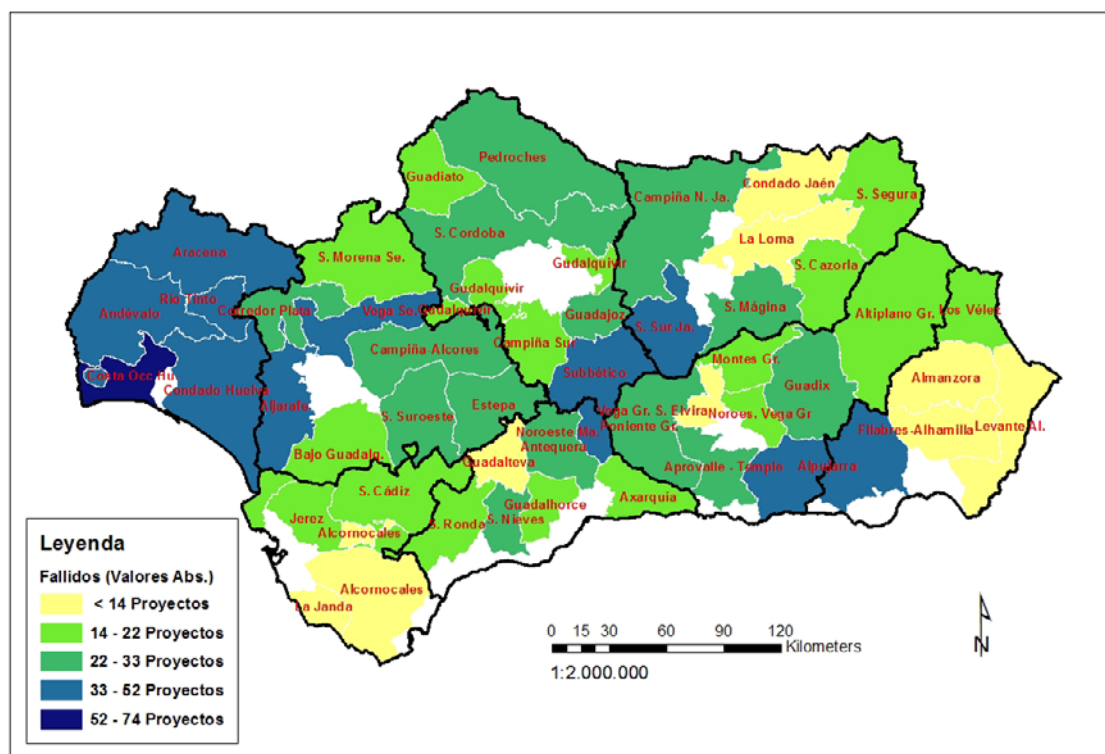 Pedroches
Guadiato
Campiña N. Ja.
Condado Jaén
S. Segura
S. Cordoba
La Loma
Aracena
S. Morena Se.
Gudalquivir
S. Cazorla
Gudalquivir
Rio Tinto
Corredor Plata
Vega Se.
Gadalquivir
Guadajoz
S. Mágina
Altiplano Gr.
Los Vélez
Andévalo
S. Sur Ja.
Campiña Sur
Campiña Alcores
Montes Gr.
Subbético
Guadix
Costa Occ Hu.
Condado Huelva
Aljarafe
Almanzora
S. Suroeste
Estepa
Vega Gr. S. Elvira
Poniente Gr.
Noroes. Vega Gr
Filabres-Alhamilla
Levante Al.
Noroeste Ma.
Antequera
Bajo Guadalq.
Guadalteva
Aprovalle - Temple
Alpujarra
S. Cádiz
Axarquía
Guadalhorce
Jerez
S. Ronda
S. Nieves
Alcornocales
Alcornocales
La Janda
Leyenda
Fallidos (Valores Abs.)
< 14 Proyectos
14 - 22 Proyectos
22 - 33 Proyectos
33 - 52 Proyectos
52 - 74 Proyectos
0 15 30 60 90 120
Kilometers
1:2.000.000
N